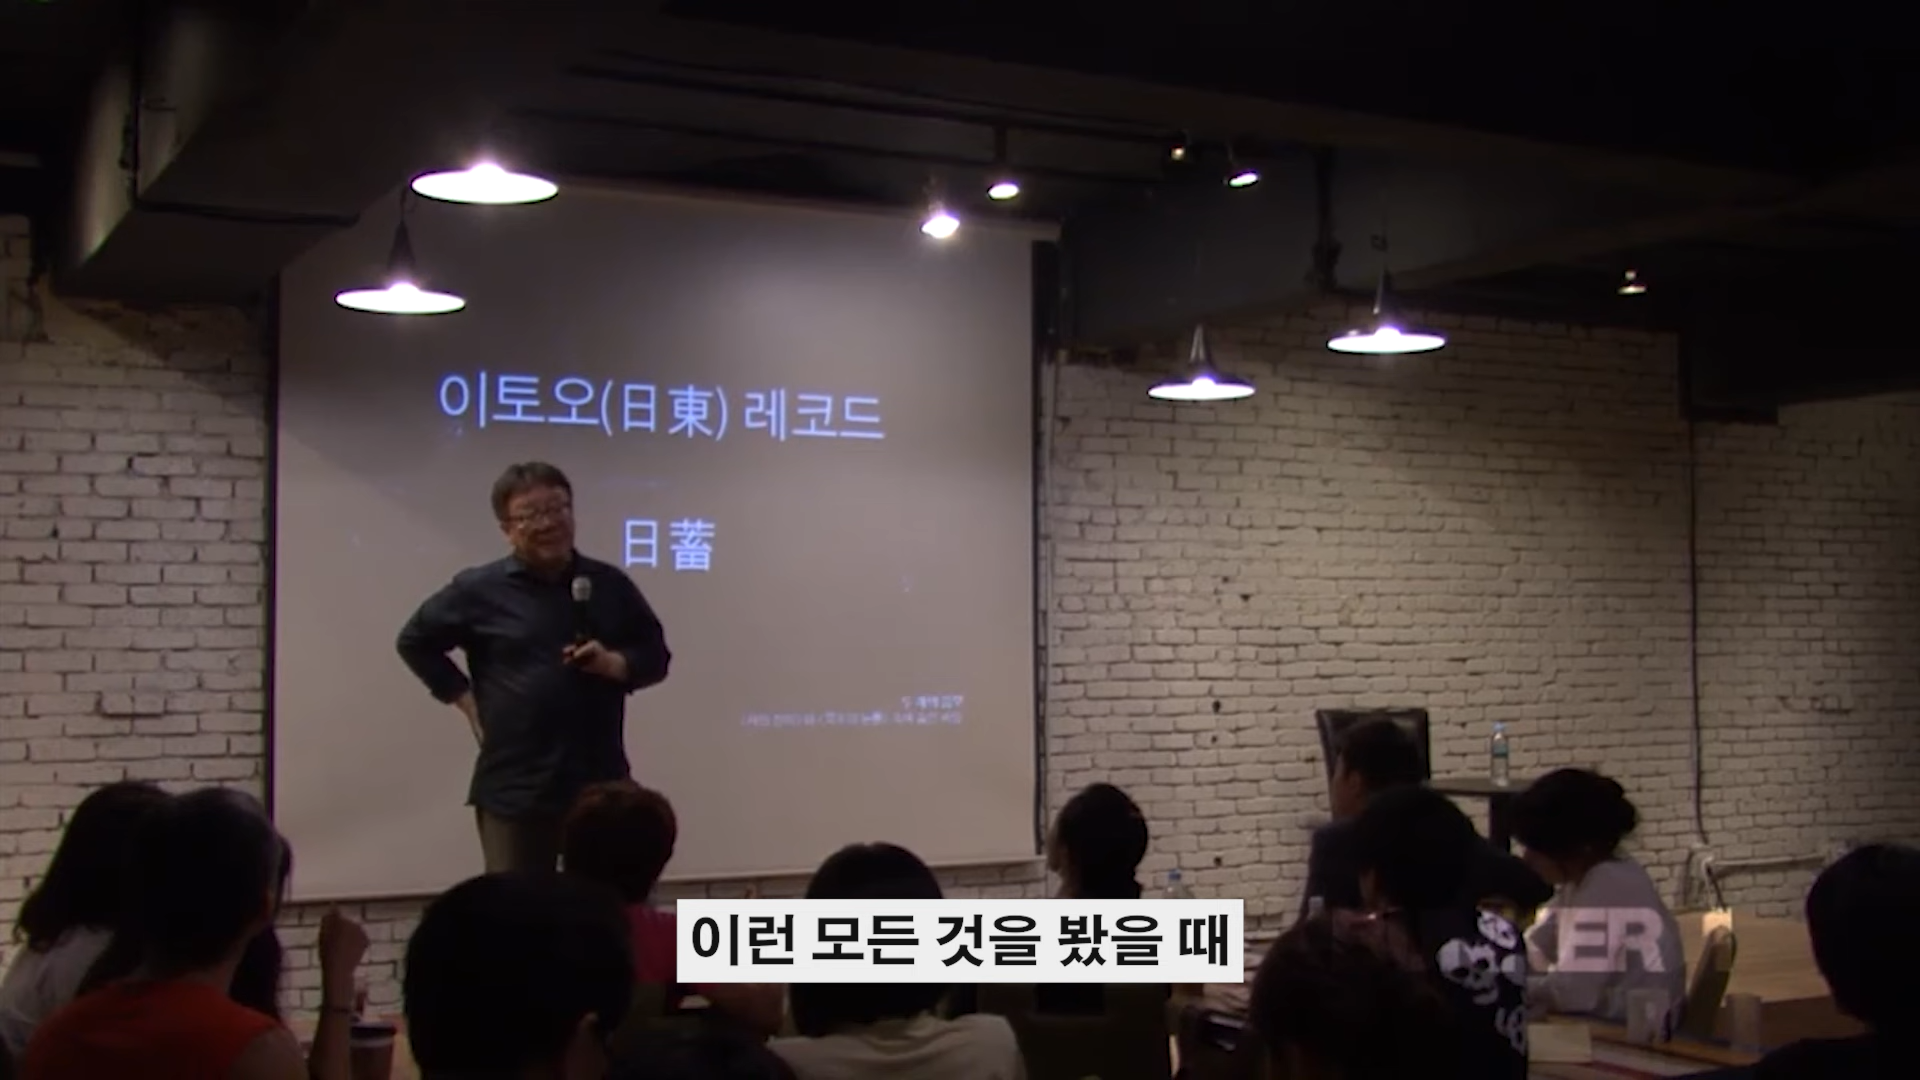 이토오(日東) 레코드
日蓄
이런 모든 것을 봤을 때
ER